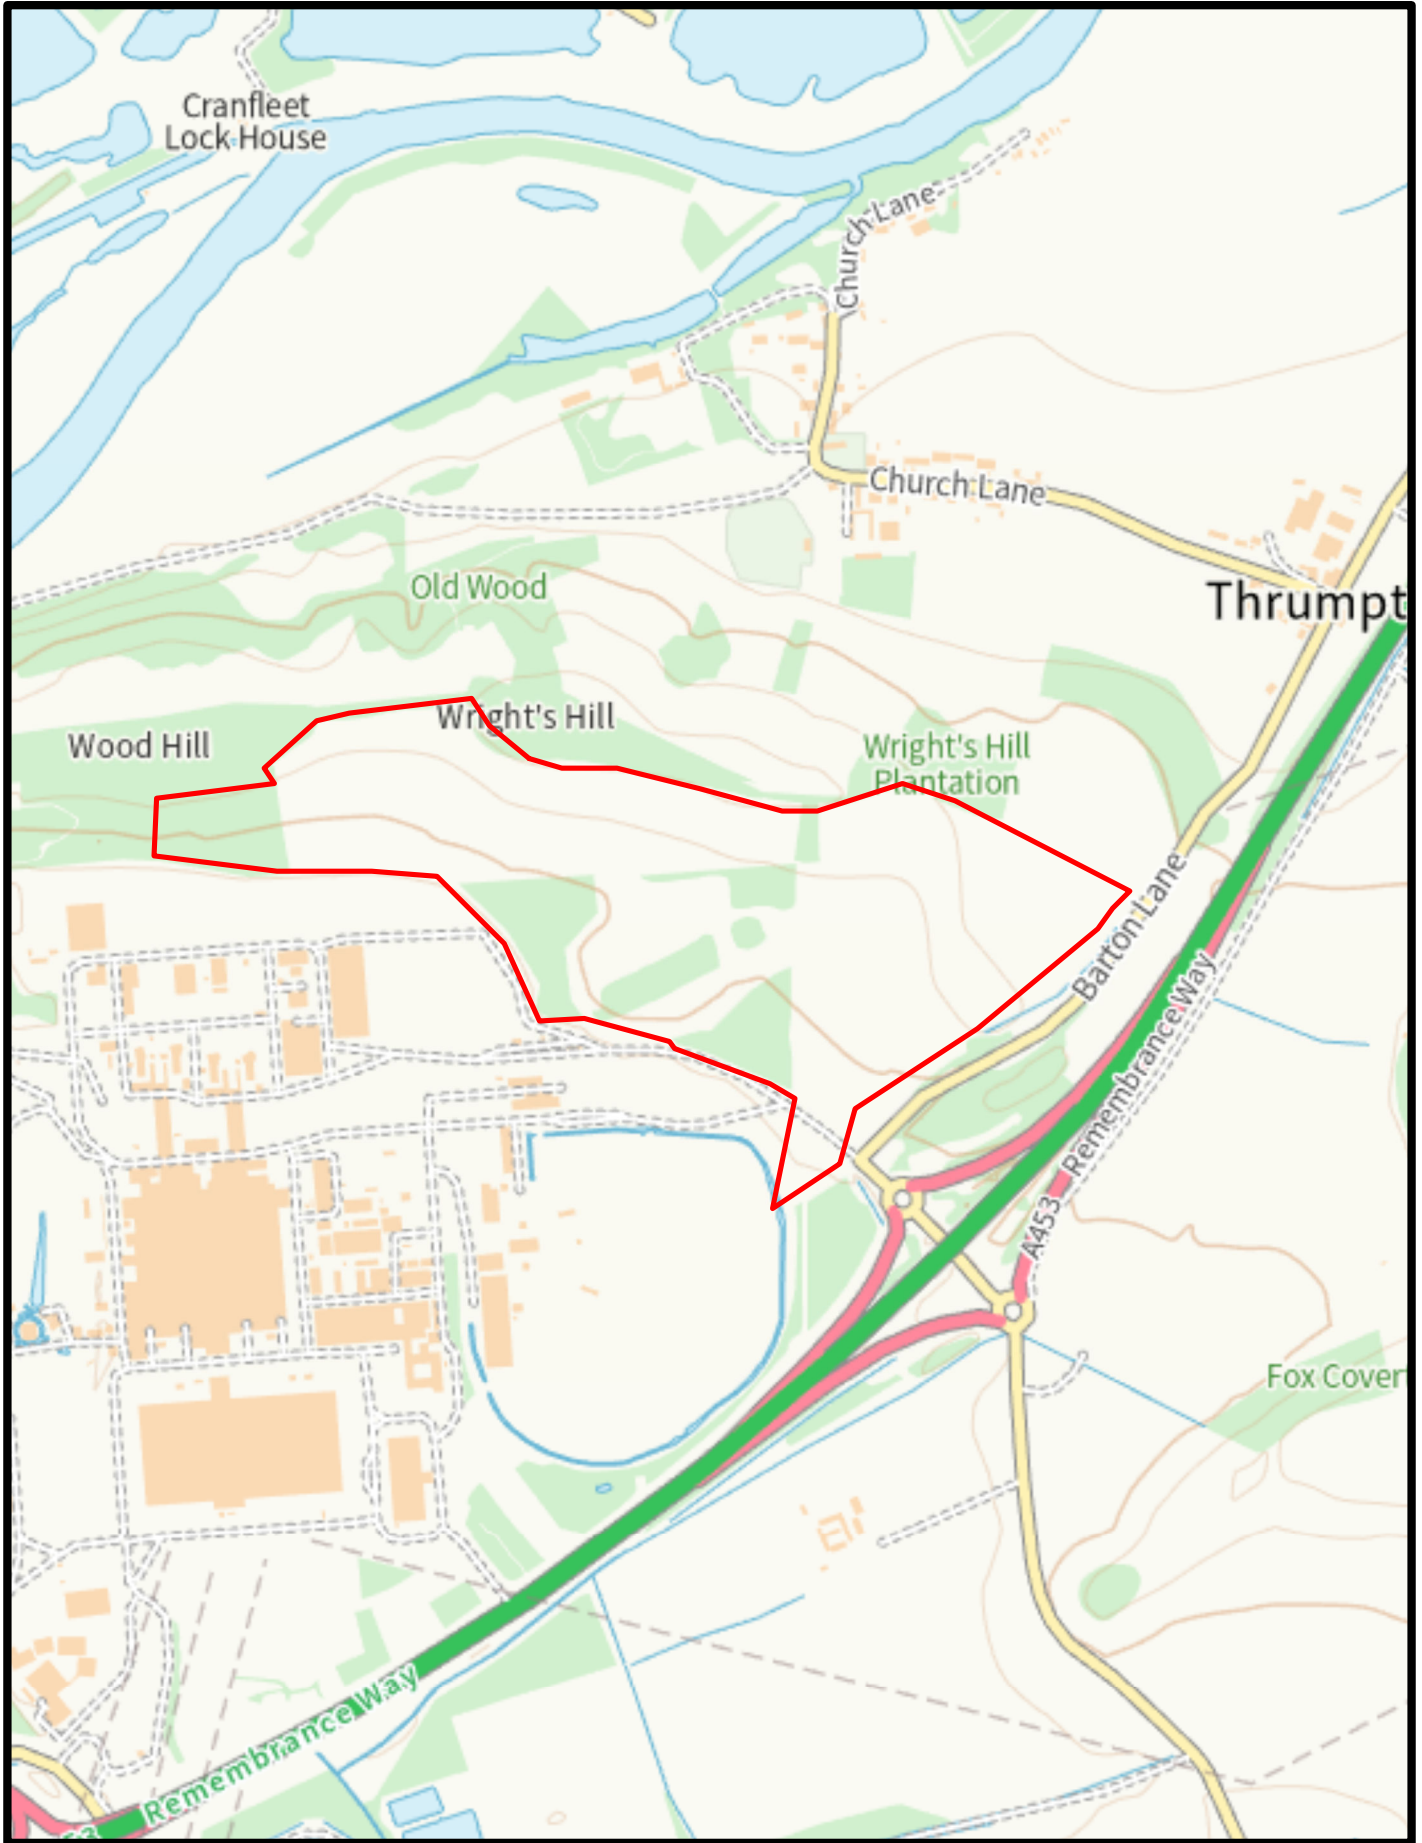 Cranfleet
Lock House
Church Lane
Church Lane
Old Wood
Thrumpt
Wright's Hill
Wood Hill
Wright's Hill
Plantation
Barton Lane
Remembrance Way
A453
Fox Cover
Remembrance Way
53